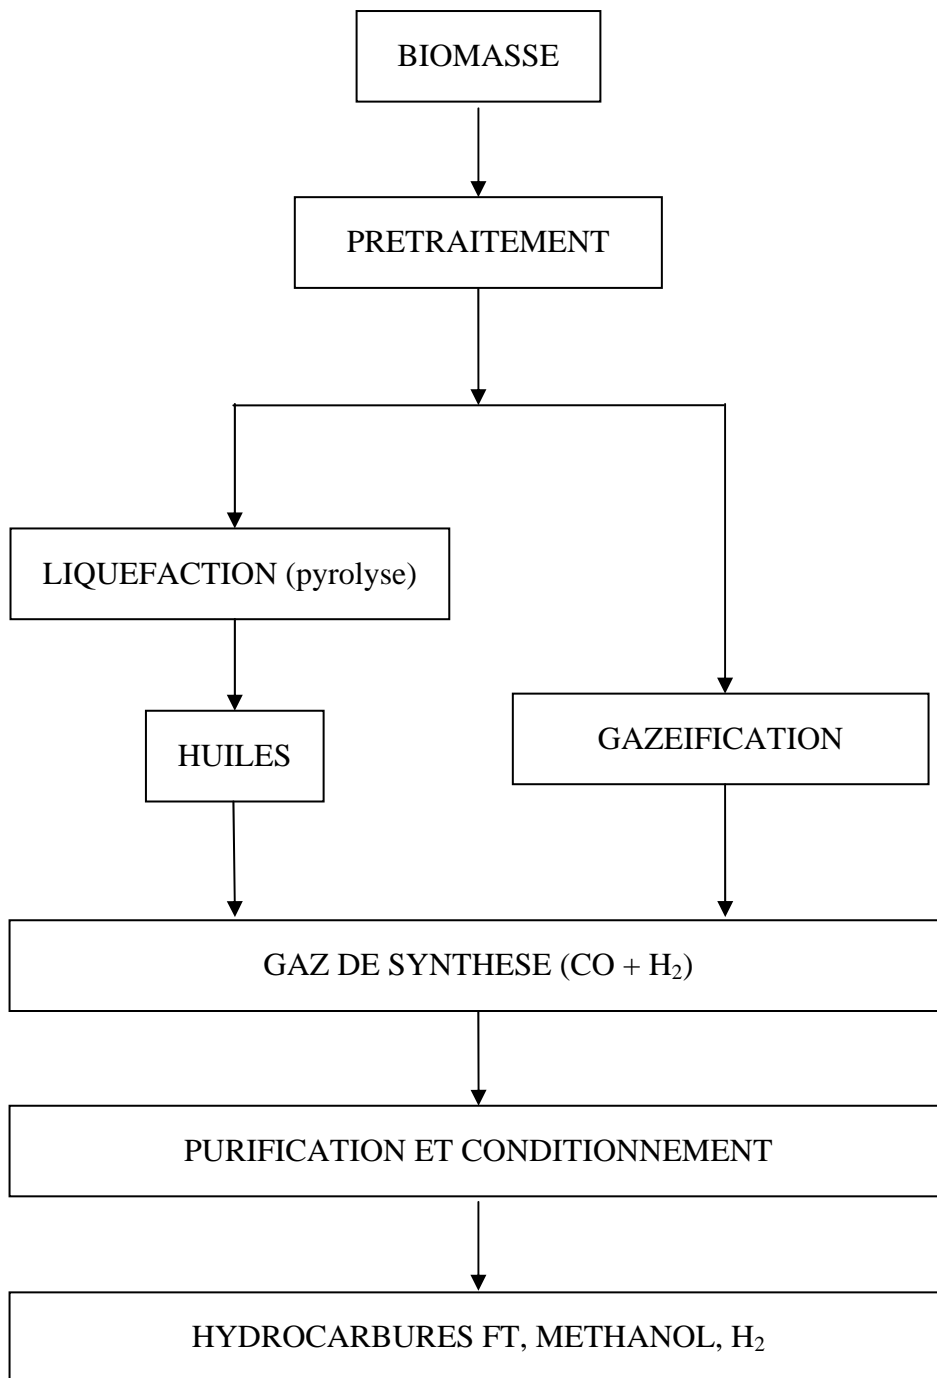 BIOMASSE
PRETRAITEMENT
LIQUEFACTION (pyrolyse)
GAZEIFICATION
HUILES
GAZ DE SYNTHESE (CO + H₂)
PURIFICATION ET CONDITIONNEMENT
HYDROCARBURES FT, METHANOL, H₂